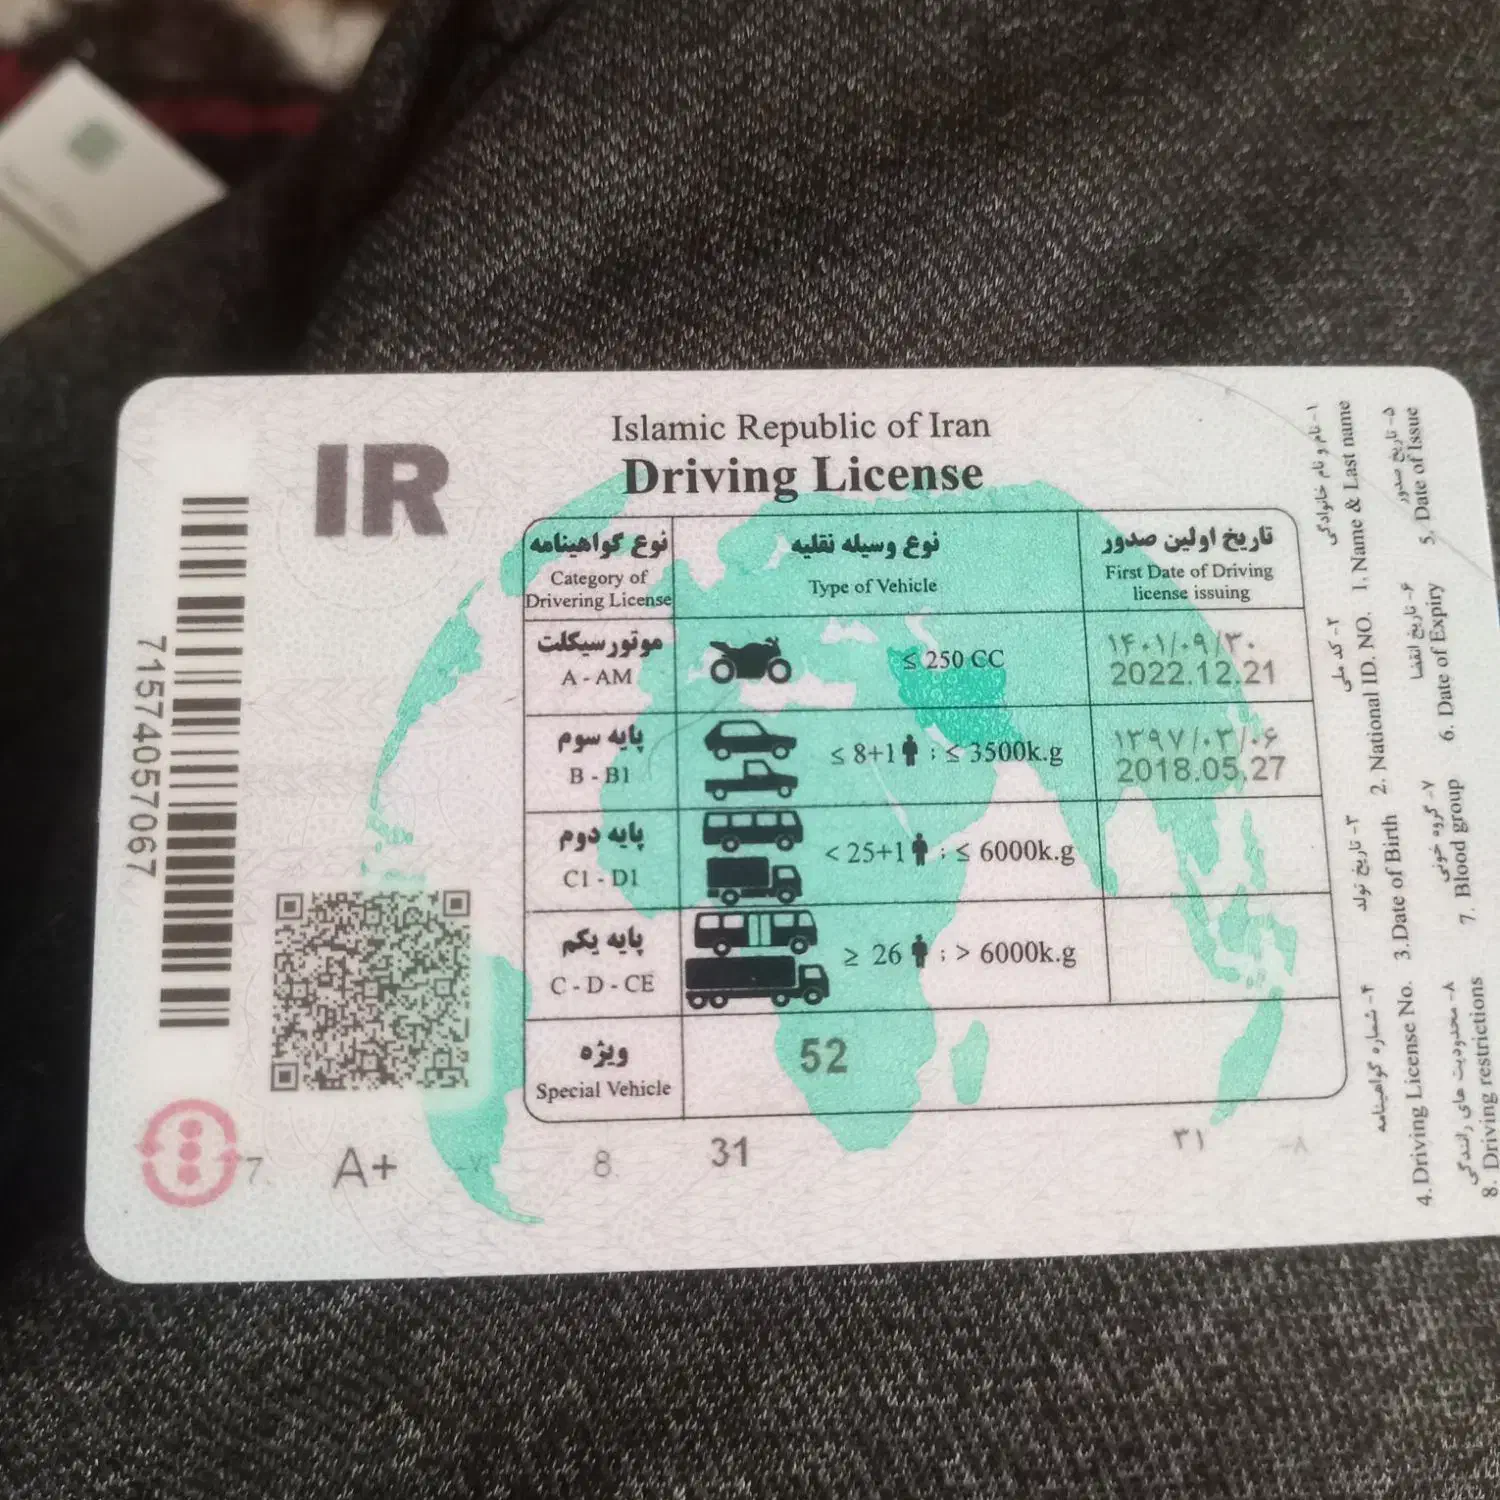 IR
Islamic Republic of Iran
Driving License
نوع گواهینامه
Category of
Drivering License
نوع وسیله نقلیه
Type of Vehicle
تاریخ اولین صدور
First Date of Driving
license issuing
موتورسیکلت
A - AM
≤ 250 CC
۱۴۰۱/۰۹/۳۰
2022.12.21
پایه سوم
B - B1
≤ 8+1 ; ≤ 3500k.g
۱۳۹۷/۰۳/۰۶
2018.05.27
پایه دوم
C1 - D1
< 25+1 ; ≤ 6000k.g
پایه یکم
C - D - CE
≥ 26 ; > 6000k.g
ویژه
Special Vehicle
52
7. A+ -۷ 8. 31 ۳۱ -۸
71574057067
۱- نام و نام خانوادگی
1. Name & Last name
۲- کد ملی
2. National ID. NO.
۳- تاریخ تولد
3.Date of Birth
۴- شماره گواهینامه
4. Driving License No.
۵- تاریخ صدور
5. Date of Issue
۶- تاریخ انقضا
6. Date of Expiry
۷- گروه خونی
7. Blood group
۸- محدودیت های رانندگی
8. Driving restrictions